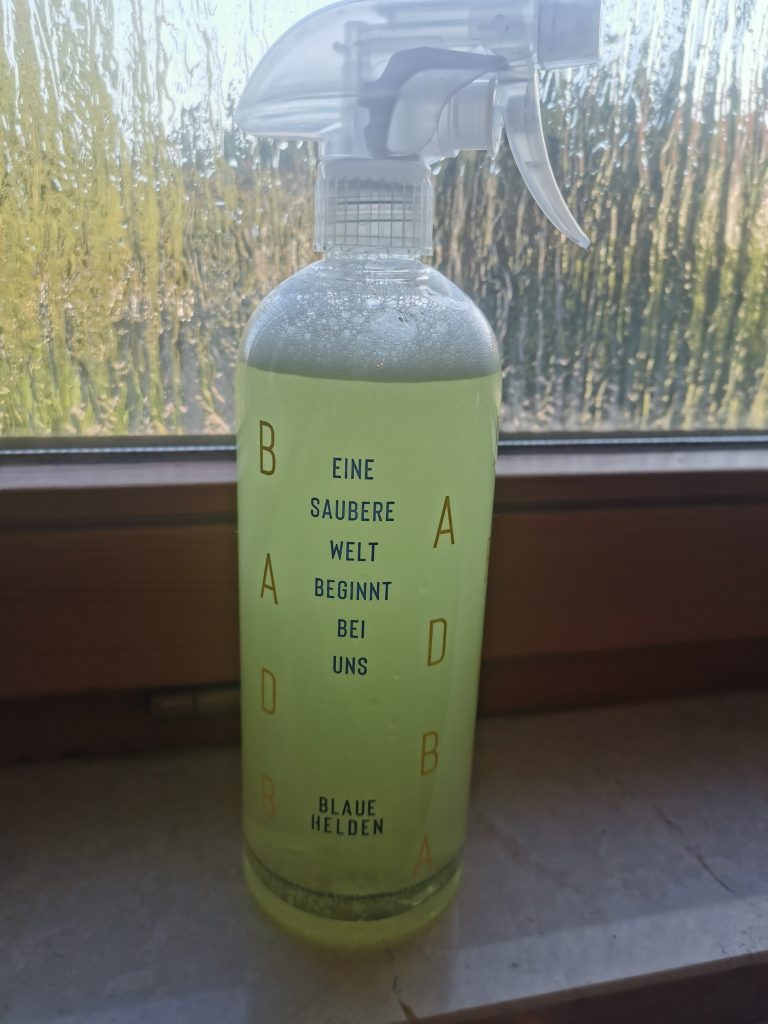 B
A
D
B
EINE
SAUBERE
WELT
BEGINNT
BEI
UNS
BLAUE
HELDEN
A
D
B
A